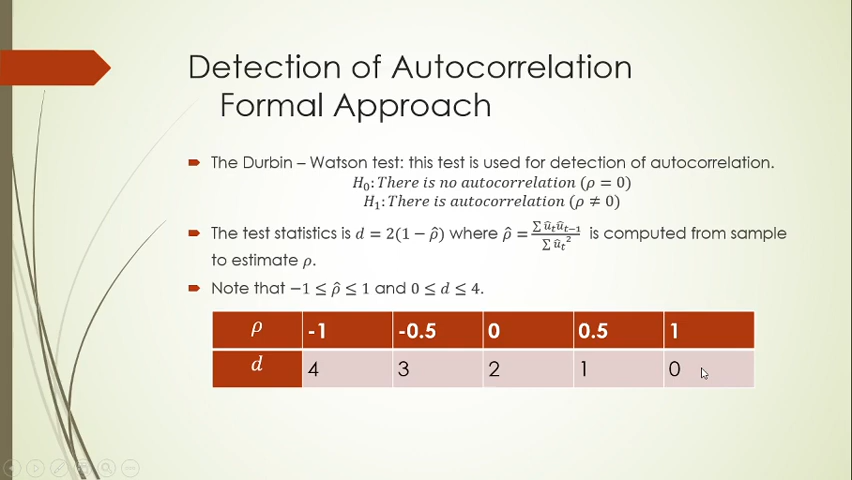 Detection of Autocorrelation
Formal Approach
The Durbin – Watson test: this test is used for detection of autocorrelation.
H₀: There is no autocorrelation (ρ = 0)
H₁: There is autocorrelation (ρ ≠ 0)
The test statistics is d = 2(1 − ρ̂) where ρ̂ = ∑ûₜûₜ₋₁ / ∑ûₜ² is computed from sample
to estimate ρ.
Note that −1 ≤ ρ̂ ≤ 1 and 0 ≤ d ≤ 4.
ρ -1 -0.5 0 0.5 1
d 4 3 2 1 0